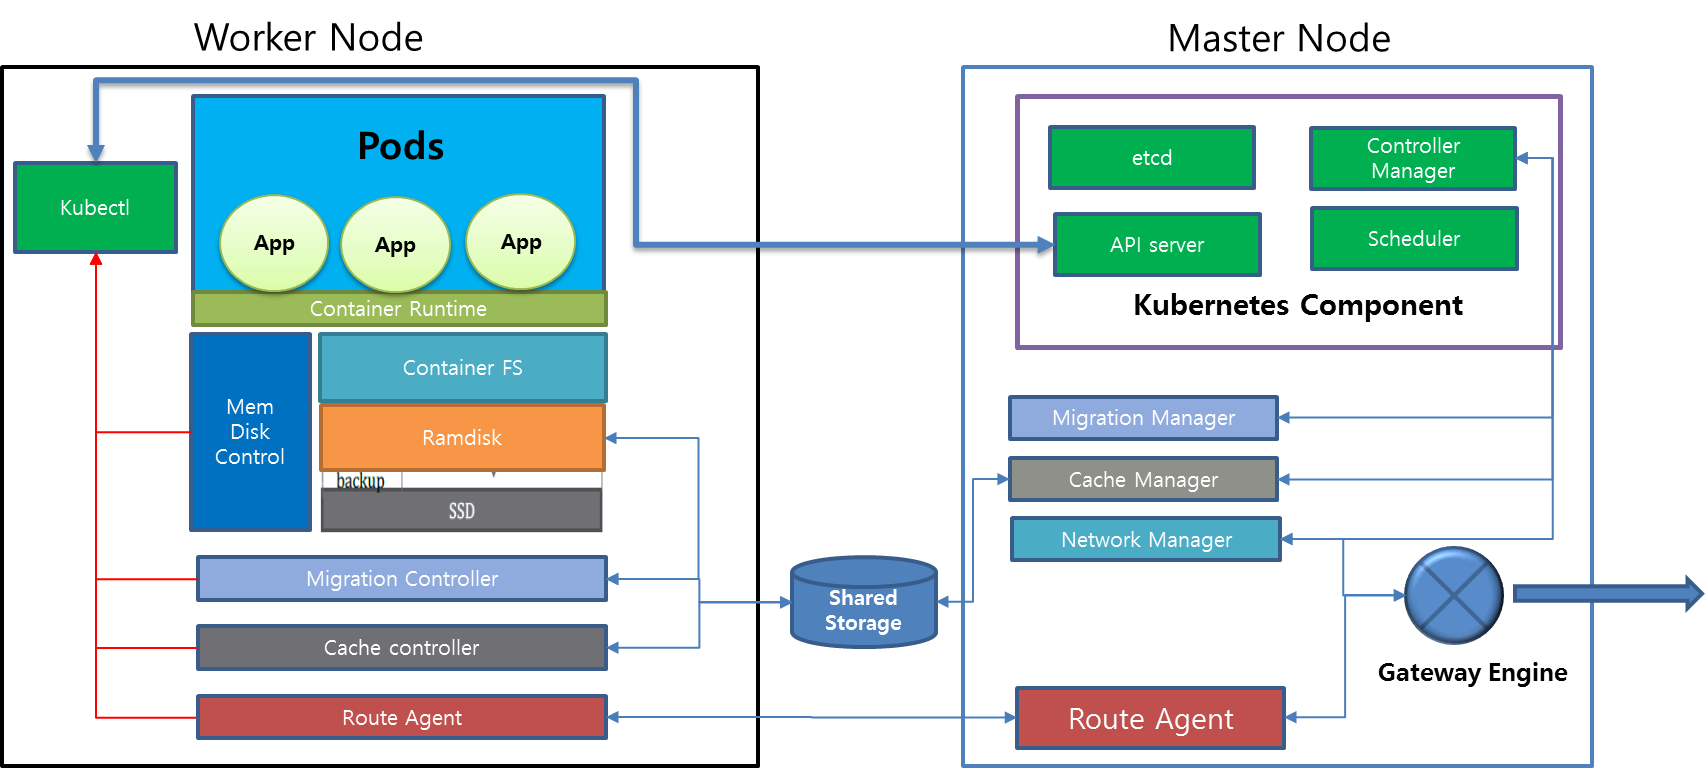 Worker Node
Master Node
Pods
Kubectl
App
App
App
Container Runtime
Container FS
Mem
Disk
Control
Ramdisk
backup
SSD
Migration Controller
Cache controller
Route Agent
Shared
Storage
etcd
Controller
Manager
API server
Scheduler
Kubernetes Component
Migration Manager
Cache Manager
Network Manager
Gateway Engine
Route Agent